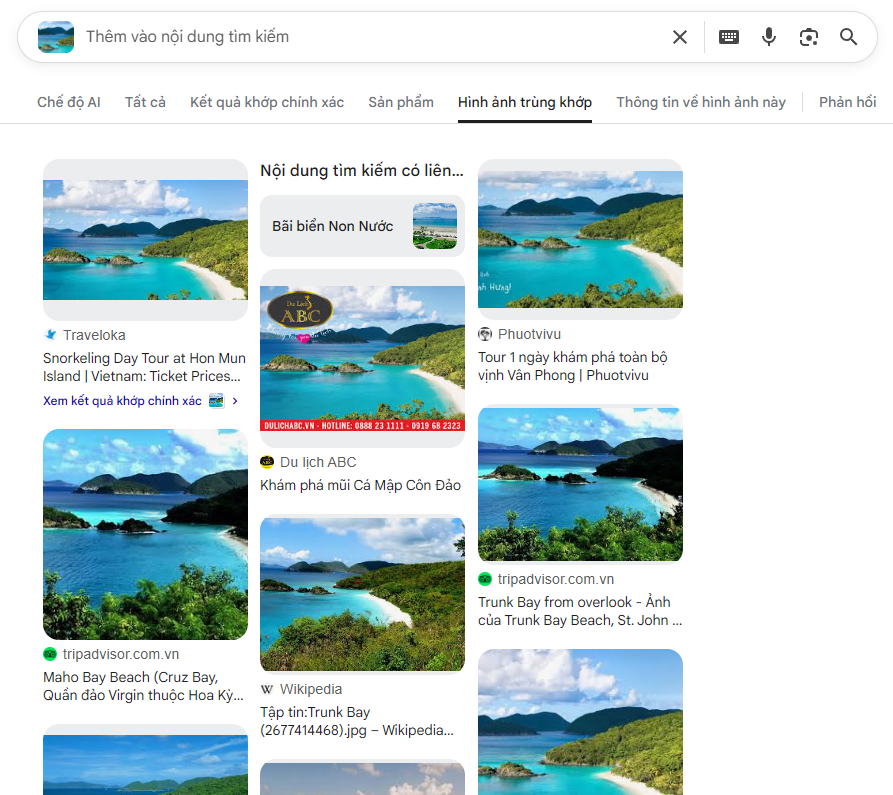 Thêm vào nội dung tìm kiếm
Chế độ AI
Tất cả
Kết quả khớp chính xác
Sản phẩm
Hình ảnh trùng khớp
Thông tin về hình ảnh này
Phản hồi
Traveloka
Snorkeling Day Tour at Hon Mun
Island | Vietnam: Ticket Prices...
Xem kết quả khớp chính xác
tripadvisor.com.vn
Maho Bay Beach (Cruz Bay,
Quần đảo Virgin thuộc Hoa Kỳ...
Nội dung tìm kiếm có liên...
Bãi biển Non Nước
Du Lịch
ABC
DULICHABC.VN - HOTLINE: 0888 23 1111 - 0919 68 2323
Du lịch ABC
Khám phá mũi Cá Mập Côn Đảo
W Wikipedia
Tập tin:Trunk Bay
(2677414468).jpg – Wikipedia...
nh Hưng!
Phuotvivu
Tour 1 ngày khám phá toàn bộ
vịnh Vân Phong | Phuotvivu
tripadvisor.com.vn
Trunk Bay from overlook - Ảnh
của Trunk Bay Beach, St. John ...